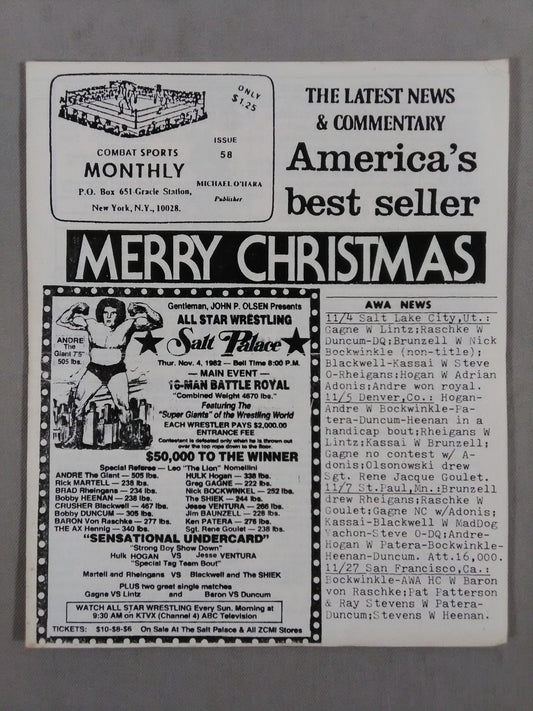 ONLY
$1.25
ISSUE
58
COMBAT SPORTS
MONTHLY
MICHAEL O'HARA
Publisher
P.O. Box 651-Gracie Station,
New York, N.Y., 10028.
THE LATEST NEWS
& COMMENTARY
America's
best seller
MERRY CHRISTMAS
Gentleman, JOHN P. OLSEN Presents
ALL STAR WRESTLING
Salt Palace
ANDRE
The
Giant 7'5"
505 lbs.
Thur. Nov. 4, 1982 — Bell Time 8:00 P.M.
— MAIN EVENT —
16-MAN BATTLE ROYAL
"Combined Weight 4670 lbs."
Featuring The
"Super Giants" of the Wrestling World
EACH WRESTLER PAYS $2,000.00
ENTRANCE FEE
Contestant is defeated only when he is thrown out
over the top rope to the floor below.
$50,000 TO THE WINNER
Special Referee — Leo "The Lion" Nomellini
ANDRE The Giant — 505 lbs. HULK Hogan — 338 lbs.
Rick MARTELL — 238 lbs. Greg GAGNE — 222 lbs.
BRAD Rheingans — 234 lbs. Nick BOCKWINKEL — 252 lbs.
Bobby HEENAN — 238 lbs. The SHIEK — 244 lbs.
CRUSHER Blackwell — 467 lbs. Jesse VENTURA — 266 lbs.
Bobby DUNCUM — 305 lbs. Jim BAUNZELL — 228 lbs.
BARON Von Raschke — 277 lbs. Ken PATERA — 276 lbs.
THE AX Hennig — 340 lbs. Sgt. Rene Goulet — 238 lbs.
"SENSATIONAL UNDERCARD"
"Strong Boy Show Down"
Hulk HOGAN VS Jesse VENTURA
"Special Tag Team Bout"
Martell and Rheingans VS Blackwell and The SHIEK
PLUS two great single matches
Gagne VS Lintz and Baron VS Duncum
WATCH ALL STAR WRESTLING Every Sun. Morning at
9:30 AM on KTVX (Channel 4) ABC Television
TICKETS: $10-$8-$6 On Sale At The Salt Palace & All ZCMI Stores
AWA NEWS
11/4 Salt Lake City,Ut.:
Gagne W Lintz;Raschke W
Duncum-DQ;Brunzell W Nick
Bockwinkle (non-title);
Blackwell-Kassai W Steve
O-Rheigans;Hogan W Adrian
Adonis;Andre won royal.
11/5 Denver,Co.: Hogan-
Andre W Bockwinkle-Pa-
tera-Duncum-Heenan in a
handicap bout;Rheigans W
Lintz;Kassai W Brunzell;
Gagne no contest w/ A-
donis;Olsonowski drew
Sgt. Rene Jacque Goulet.
11/7 St.Paul,Mn.:Brunzell
drew Rheigans;Raschke W
Goulet;Gagne NC w/Adonis;
Kassai-Blackwell W MadDog
Vachon-Steve O-DQ;Andre-
Hogan W Patera-Bockwinkle-
Heenan-Duncum. Att.16,000.
11/27 San Francisco,Ca.:
Bockwinkle-AWA HC W Baron
von Raschke;Pat Patterson
& Ray Stevens W Patera-
Duncum;Stevens W Heenan.